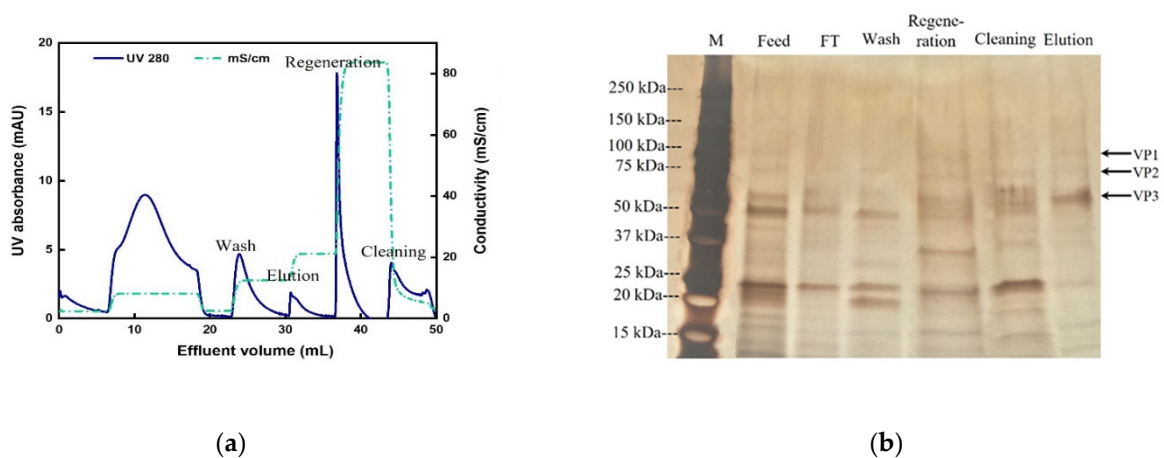 20
15
10
5
0
UV absorbance (mAU)
UV 280
mS/cm
Regeneration
Wash
Elution
Cleaning
80
60
40
20
0
Conductivity (mS/cm)
0
10
20
30
40
50
Effluent volume (mL)
(a)
M
Feed
FT
Wash
Regene-
ration
Cleaning
Elution
250 kDa---
150 kDa---
100 kDa---
75 kDa---
50 kDa---
37 kDa---
25 kDa---
20 kDa---
15 kDa---
VP1
VP2
VP3
(b)